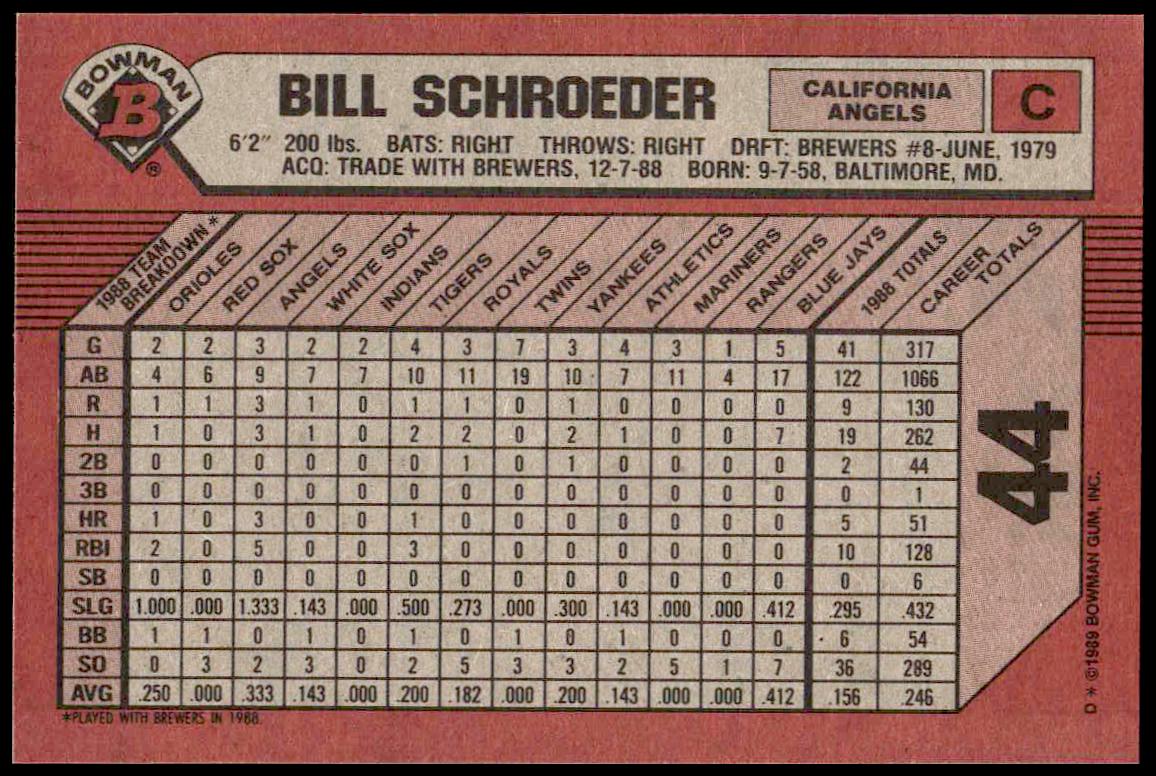 BOWMAN
B
®
BILL SCHROEDER
CALIFORNIA
ANGELS
C
6'2" 200 lbs. BATS: RIGHT THROWS: RIGHT DRFT: BREWERS #8-JUNE, 1979
ACQ: TRADE WITH BREWERS, 12-7-88 BORN: 9-7-58, BALTIMORE, MD.
1988 TEAM BREAKDOWN* ORIOLES RED SOX ANGELS WHITE SOX INDIANS TIGERS ROYALS TWINS YANKEES ATHLETICS MARINERS RANGERS BLUE JAYS 1988 TOTALS CAREER TOTALS
G 2 2 3 2 2 4 3 7 3 4 3 1 5 41 317
AB 4 6 9 7 7 10 11 19 10 7 11 4 17 122 1066
R 1 1 3 1 0 1 1 0 1 0 0 0 0 9 130
H 1 0 3 1 0 2 2 0 2 1 0 0 7 19 262
2B 0 0 0 0 0 0 1 0 1 0 0 0 0 2 44
3B 0 0 0 0 0 0 0 0 0 0 0 0 0 0 1
HR 1 0 3 0 0 1 0 0 0 0 0 0 0 5 51
RBI 2 0 5 0 0 3 0 0 0 0 0 0 0 10 128
SB 0 0 0 0 0 0 0 0 0 0 0 0 0 0 6
SLG 1.000 .000 1.333 .143 .000 .500 .273 .000 .300 .143 .000 .000 .412 .295 .432
BB 1 1 0 1 0 1 0 1 0 1 0 0 0 6 54
SO 0 3 2 3 0 2 5 3 3 2 5 1 7 36 289
AVG .250 .000 .333 .143 .000 .200 .182 .000 .200 .143 .000 .000 .412 .156 .246
*PLAYED WITH BREWERS IN 1988.
44
D * ©1989 BOWMAN GUM, INC.